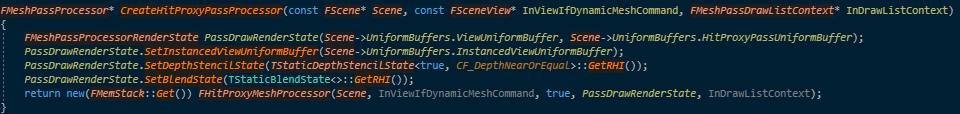 FMeshPassProcessor* CreateHitProxyPassProcessor(const FScene* Scene, const FSceneView* InViewIfDynamicMeshCommand, FMeshPassDrawListContext* InDrawListContext)
{
FMeshPassProcessorRenderState PassDrawRenderState(Scene->UniformBuffers.ViewUniformBuffer, Scene->UniformBuffers.HitProxyPassUniformBuffer);
PassDrawRenderState.SetInstancedViewUniformBuffer(Scene->UniformBuffers.InstancedViewUniformBuffer);
PassDrawRenderState.SetDepthStencilState(TStaticDepthStencilState<true, CF_DepthNearOrEqual>::GetRHI());
PassDrawRenderState.SetBlendState(TStaticBlendState<>::GetRHI());
return new(FMemStack::Get()) FHitProxyMeshProcessor(Scene, InViewIfDynamicMeshCommand, true, PassDrawRenderState, InDrawListContext);
}